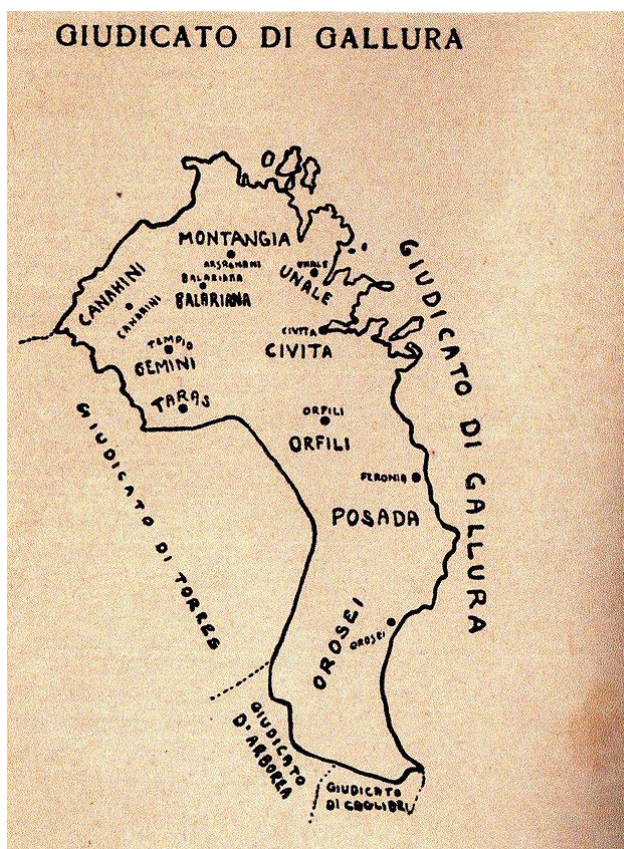 GIUDICATO DI GALLURA
MONTANGIA
ARSAGHANI
UNALE
UNALE
BALARIANA
BALARIANA
CANAHINI
CANAHINI
GIUDICATO DI GALLURA
CIVITA
CIVITA
TEMPIO
GEMINI
TARAS
ORFILI
ORFILI
GIUDICATO DI TORRES
FERONIA
POSADA
OROSEI
OROSEI
GIUDICATO
D'ARBOREA
GIUDICATO
DI CAGLIARI